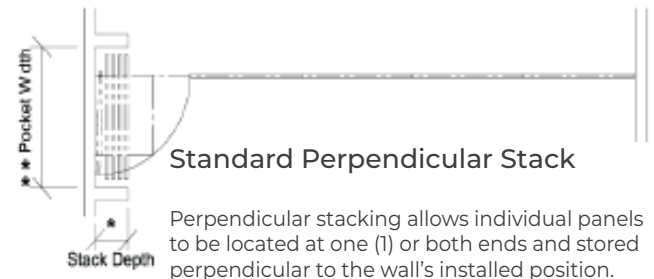 * * Pocket W dth
Standard Perpendicular Stack
Perpendicular stacking allows individual panels
to be located at one (1) or both ends and stored
perpendicular to the wall's installed position.
*
Stack Depth